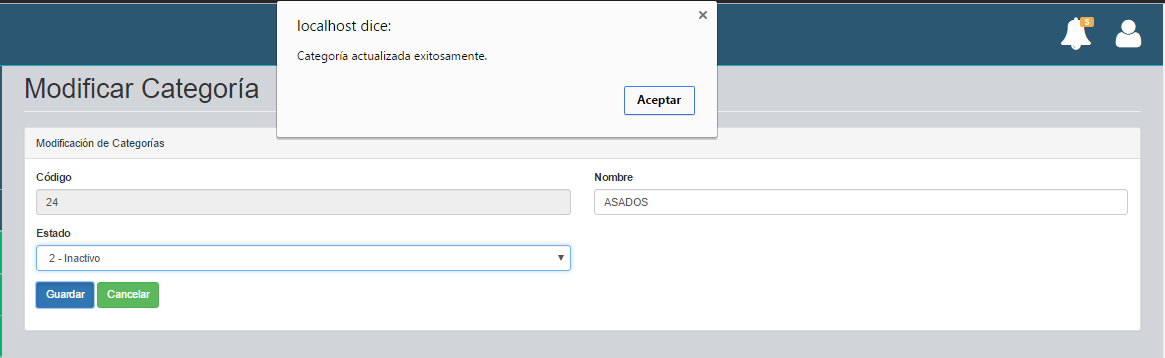 localhost dice:
×
Categoría actualizada exitosamente.
Aceptar
5
Modificar Categoría
Modificación de Categorías
Código
Nombre
24
ASADOS
Estado
2 - Inactivo
Guardar
Cancelar